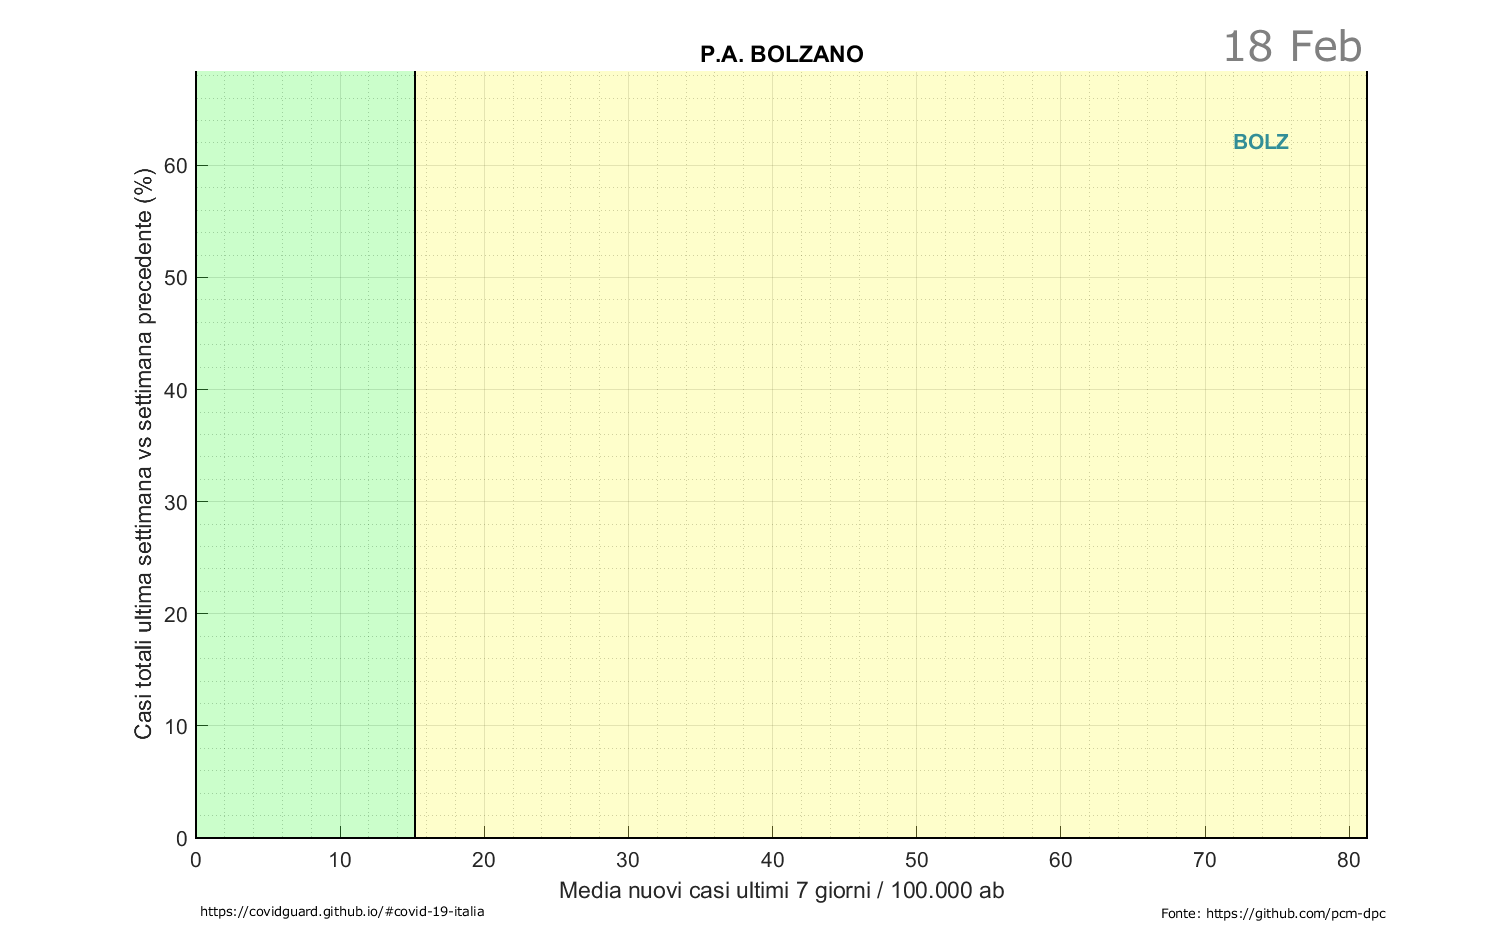 18 Feb
P.A. BOLZANO
BOLZ
60
50
40
30
20
10
0
Casi totali ultima settimana vs settimana precedente (%)
0 10 20 30 40 50 60 70 80
Media nuovi casi ultimi 7 giorni / 100.000 ab
https://covidguard.github.io/#covid-19-italia
Fonte: https://github.com/pcm-dpc